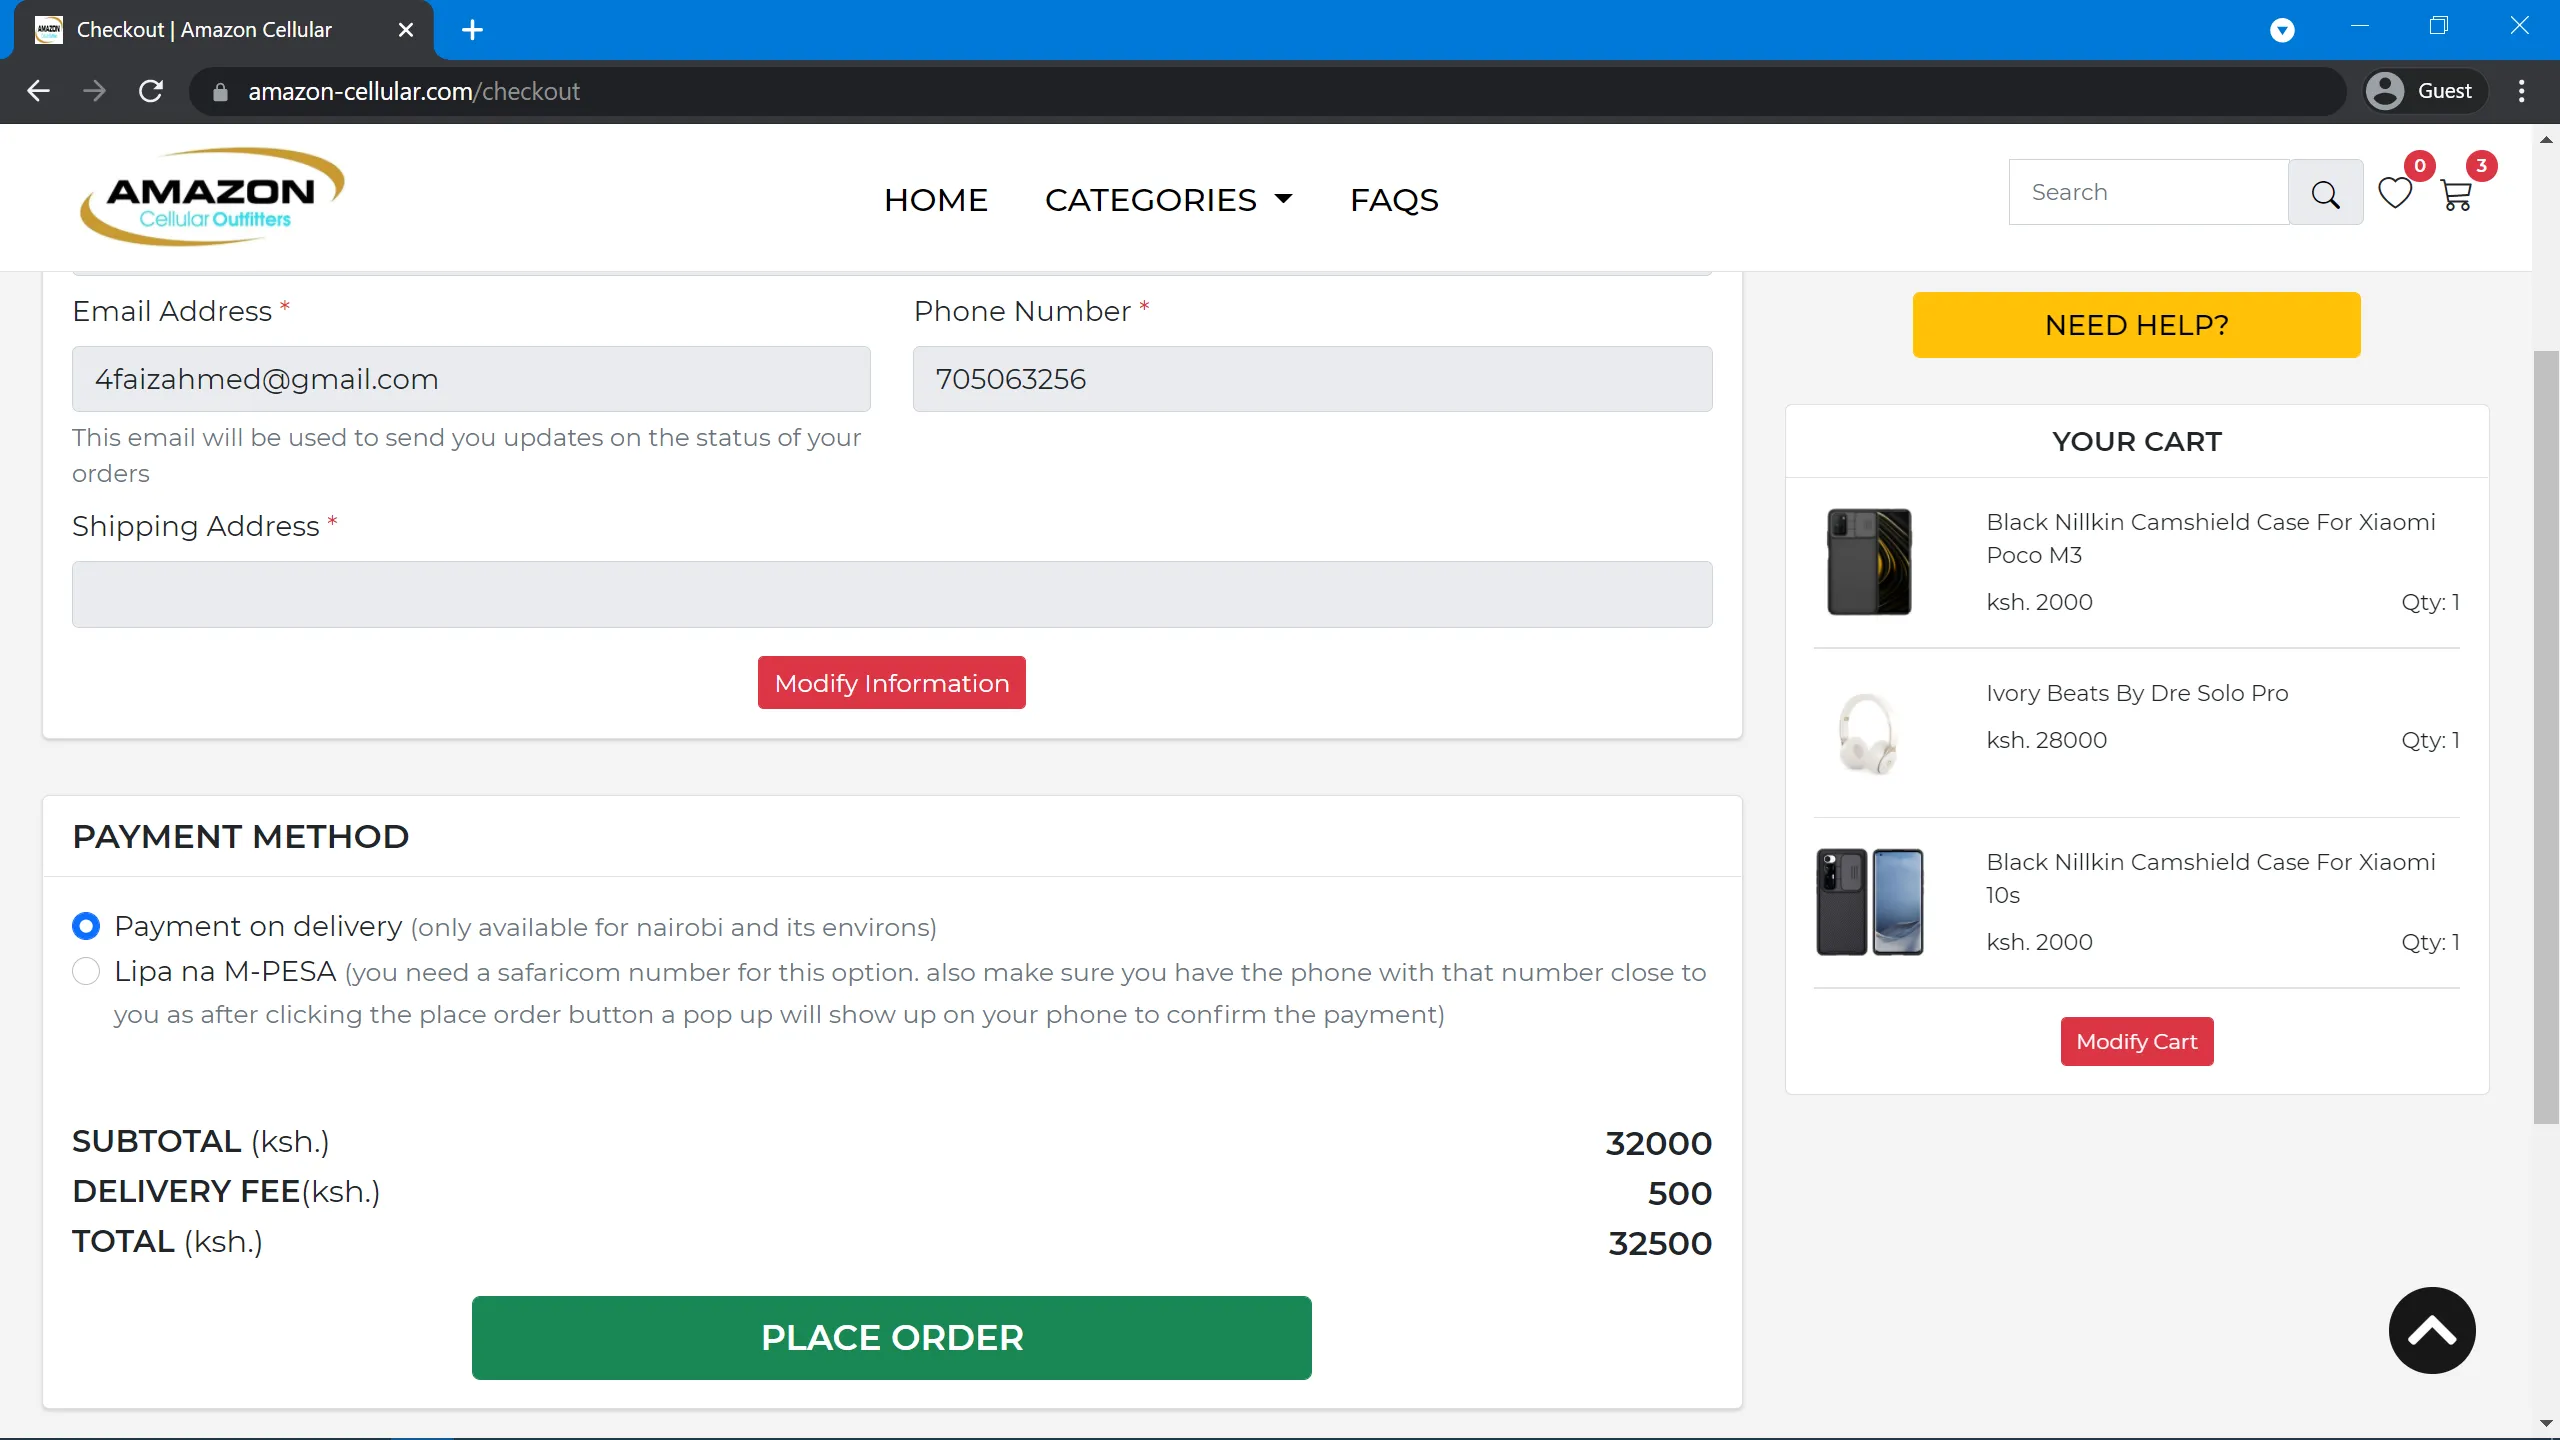 AMAZON
Checkout | Amazon Cellular
amazon-cellular.com/checkout
Guest
AMAZON
Cellular Outfitters
HOME
CATEGORIES
FAQS
Search
0
3
Email Address *
Phone Number *
4faizahmed@gmail.com
705063256
This email will be used to send you updates on the status of your
orders
Shipping Address *
Modify Information
PAYMENT METHOD
Payment on delivery (only available for nairobi and its environs)
Lipa na M-PESA (you need a safaricom number for this option. also make sure you have the phone with that number close to
you as after clicking the place order button a pop up will show up on your phone to confirm the payment)
SUBTOTAL (ksh.) 32000
DELIVERY FEE(ksh.) 500
TOTAL (ksh.) 32500
PLACE ORDER
NEED HELP?
YOUR CART
Black Nillkin Camshield Case For Xiaomi
Poco M3
ksh. 2000 Qty: 1
Ivory Beats By Dre Solo Pro
ksh. 28000 Qty: 1
Black Nillkin Camshield Case For Xiaomi
10s
ksh. 2000 Qty: 1
Modify Cart